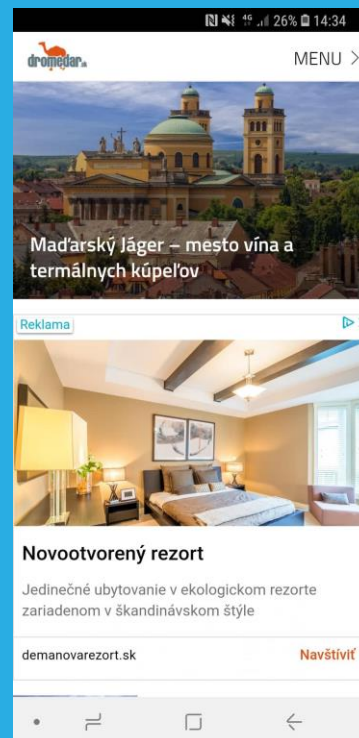 4G 26% 14:34
dromedar.sk
MENU
Maďarský Jáger – mesto vína a
termálnych kúpeľov
Reklama
Novootvorený rezort
Jedinečné ubytovanie v ekologickom rezorte
zariadenom v škandinávskom štýle
demanovarezort.sk
Navštíviť